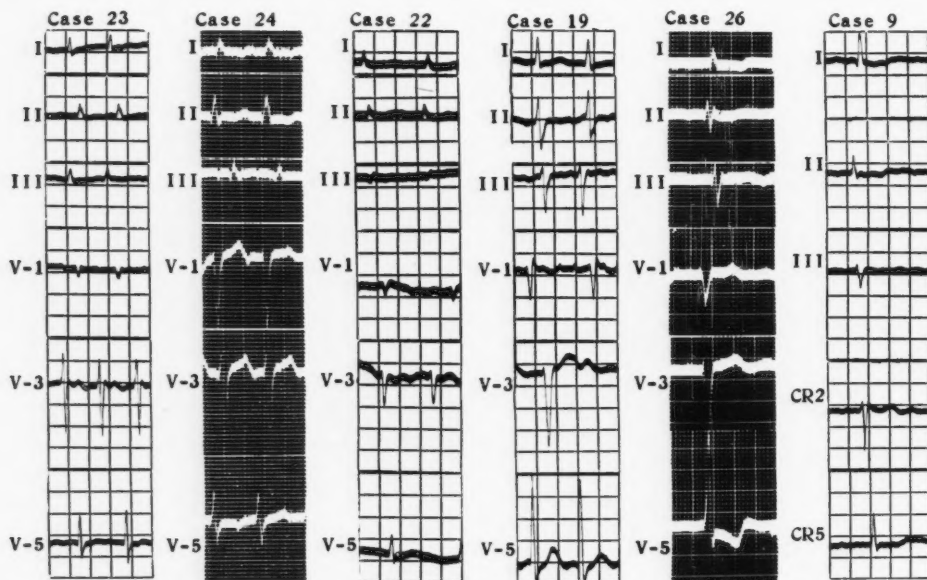 Case 23
Case 24
Case 22
Case 19
Case 26
Case 9
I
II
III
V-1
V-3
V-5
I
II
III
V-1
V-3
V-5
I
II
III
V-1
V-3
V-5
I
II
III
V-1
V-3
V-5
I
II
III
V-1
V-3
V-5
I
II
III
CR2
CR5